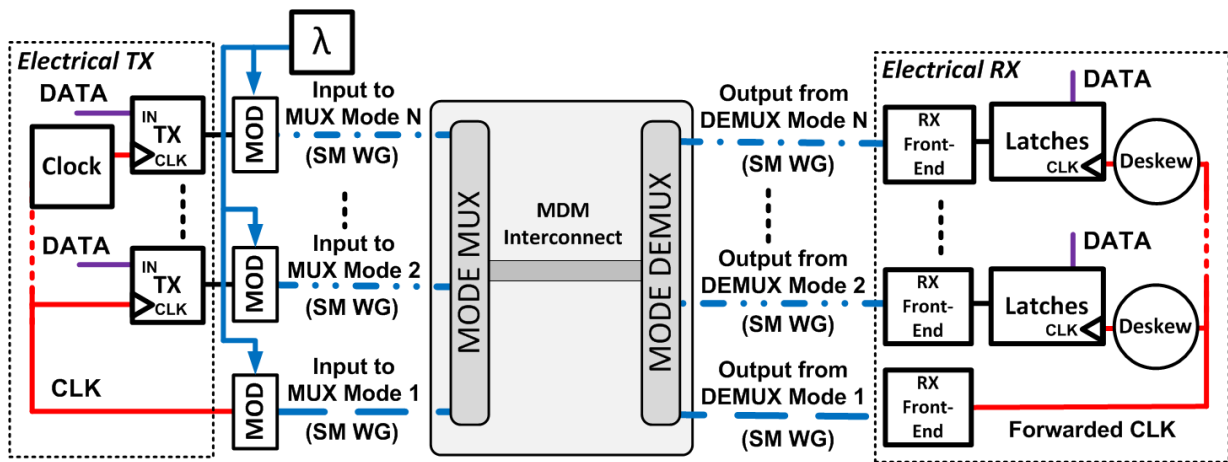 Electrical TX
DATA
IN
TX
CLK
Clock
DATA
IN
TX
CLK
CLK
λ
MOD
MOD
MOD
Input to
MUX Mode N
(SM WG)
Input to
MUX Mode 2
(SM WG)
Input to
MUX Mode 1
(SM WG)
MODE MUX
MDM
Interconnect
MODE DEMUX
Output from
DEMUX Mode N
(SM WG)
Output from
DEMUX Mode 2
(SM WG)
Output from
DEMUX Mode 1
(SM WG)
Electrical RX
DATA
RX
Front-
End
Latches
CLK
Deskew
DATA
RX
Front-
End
Latches
CLK
Deskew
RX
Front-
End
Forwarded CLK